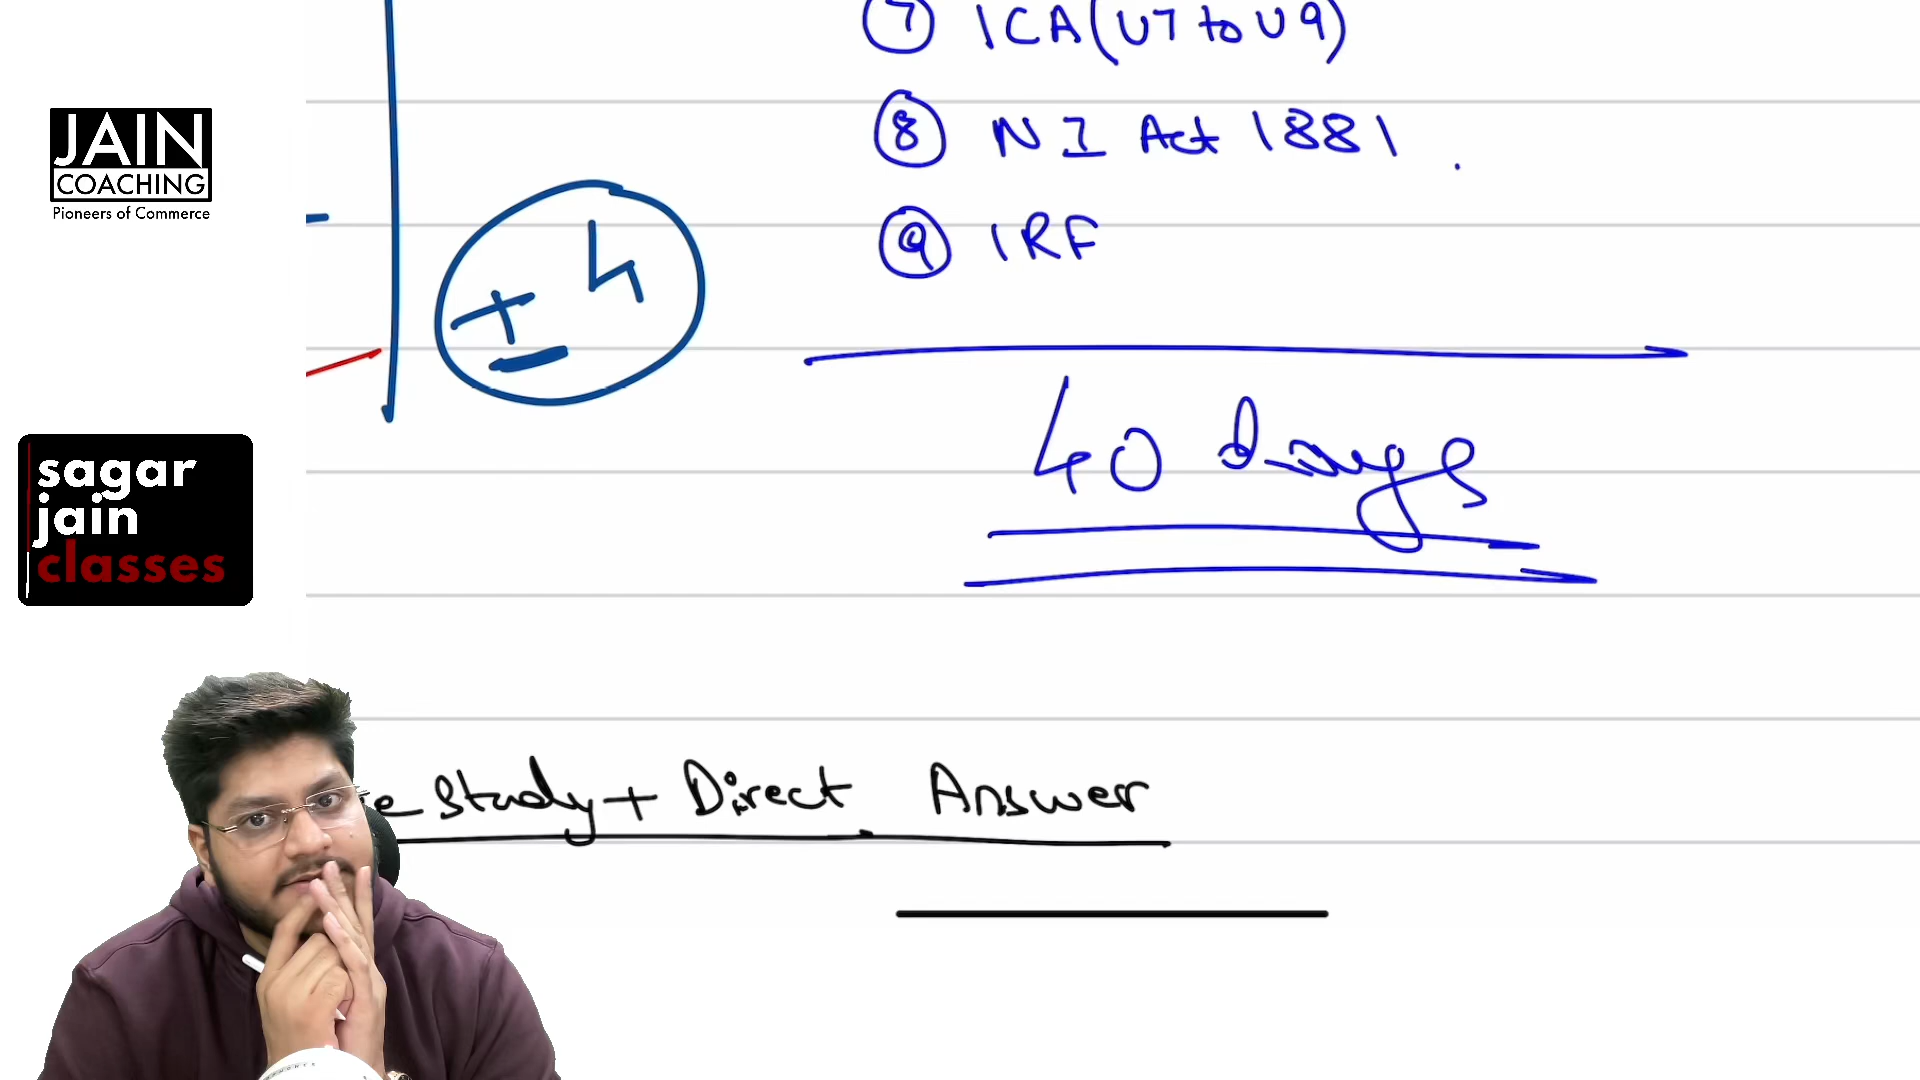 ⑦ ICA (U7 to U9)
⑧ NI Act 1881
⑨ IRF
± 4
40 days
e Study + Direct Answer
JAIN
COACHING
Pioneers of Commerce
sagar
jain
classes